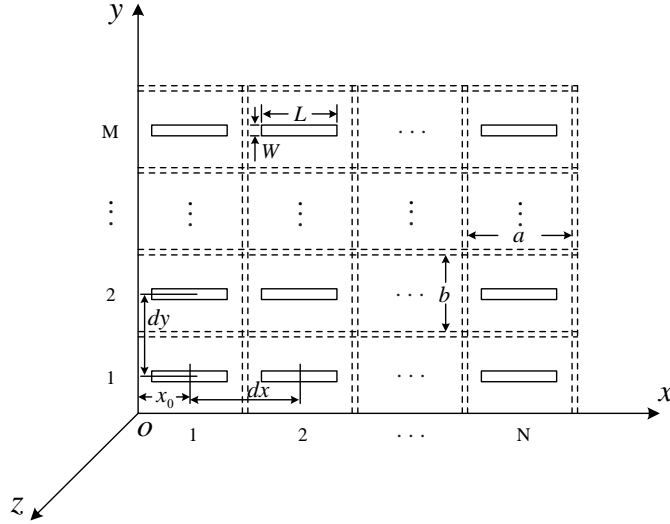 y
M
L
W
. . .
⋮
⋮
⋮
⋮
⋮
a
2
. . .
b
dy
1
x₀
dx
. . .
x
O
1
2
. . .
N
z